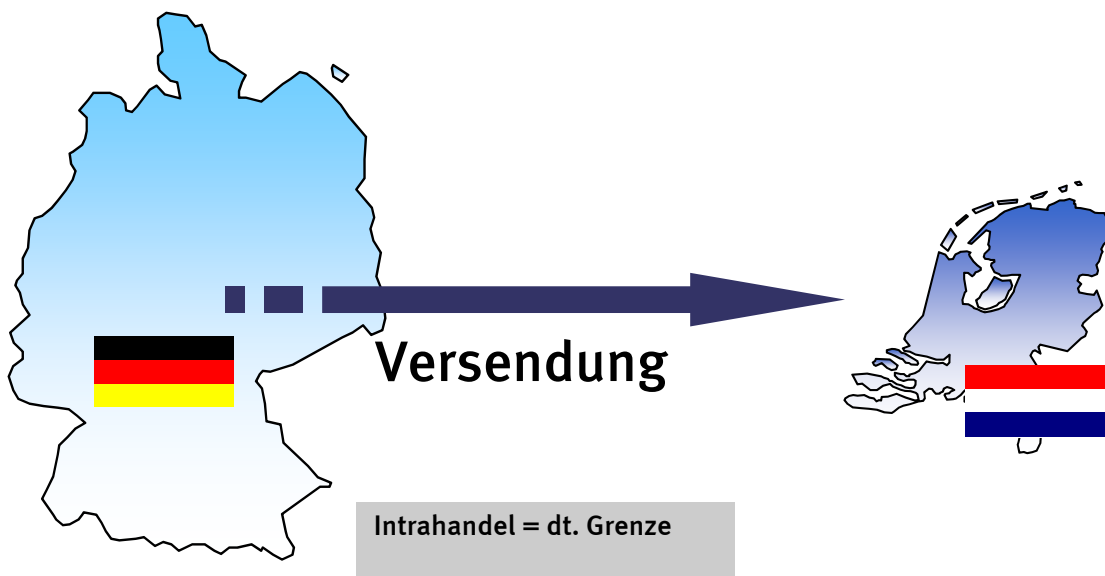 Versendung
Intrahandel = dt. Grenze